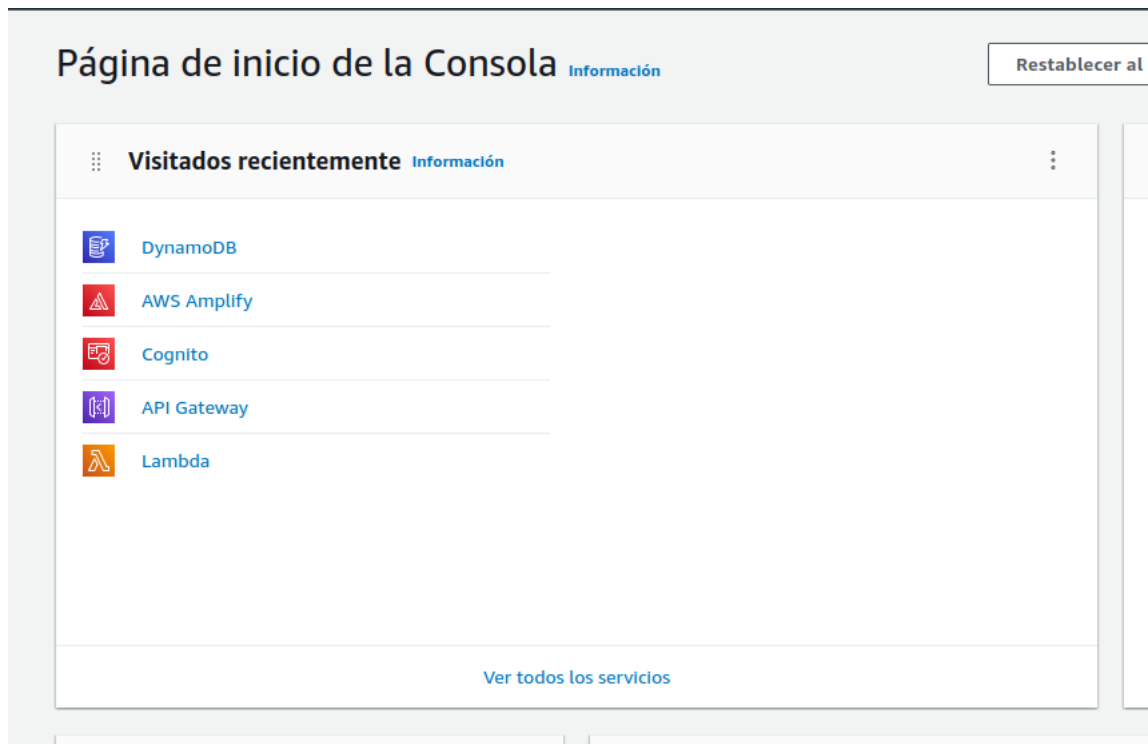 Página de inicio de la Consola Información
Restablecer al
Visitados recientemente Información
DynamoDB
AWS Amplify
Cognito
API Gateway
Lambda
Ver todos los servicios